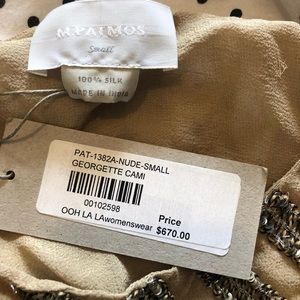 M.PATMOS
Small
100% SILK
MADE IN INDIA
PAT-1382A-NUDE-SMALL
GEORGETTE CAMI
00102598
Price
OOH LA LAwomenswear
$670.00